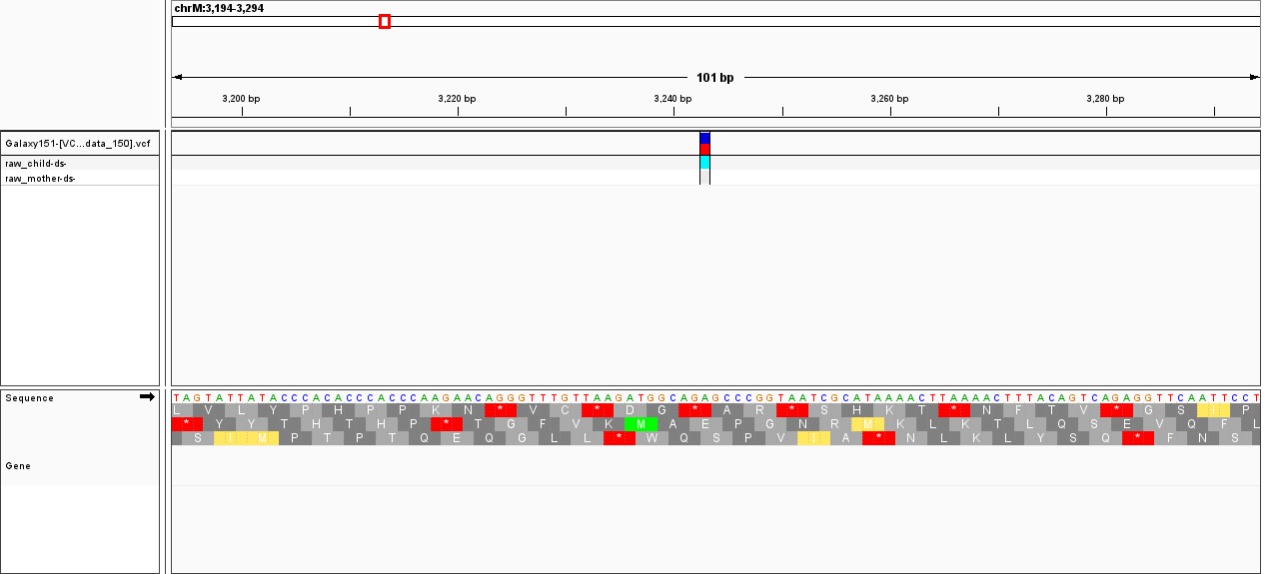 chrM:3,194-3,294
101 bp
3,200 bp 3,220 bp 3,240 bp 3,260 bp 3,280 bp
Galaxy151-[VC...data_150].vcf
raw_child-ds-
raw_mother-ds-
Sequence
TAGTATTATACCCACACCCACCCAAGAACAGGGTTTGTTAAGATGGCAGAGCCCGGTAATCGCATAAAACTTAAAACTTTACAGTCAGAGGTTCAATTCCT
L V L Y P H P P K N * V C * D G * A R * S H K T * N F T V * G S I P
* Y Y T H T H P * T G F V K M A E P G N R M K L K T L Q S E V Q F L
S I M P T P T Q E Q G L L * W Q S P V I A * N L K L Y S Q * F N S
Gene